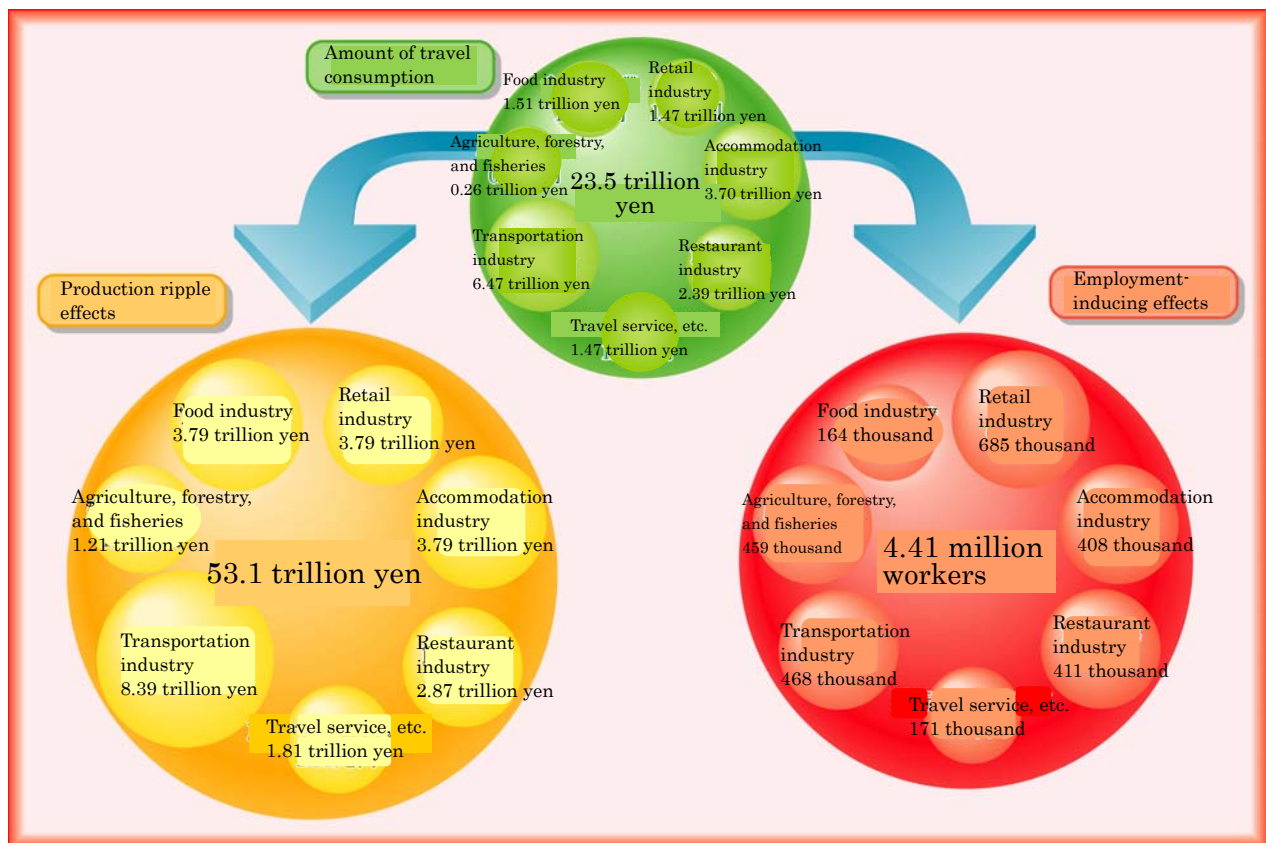 Amount of travel
consumption
Food industry
1.51 trillion yen
Retail
industry
1.47 trillion yen
Agriculture, forestry,
and fisheries
0.26 trillion yen
Accommodation
industry
3.70 trillion yen
23.5 trillion
yen
Transportation
industry
6.47 trillion yen
Restaurant
industry
2.39 trillion yen
Travel service, etc.
1.47 trillion yen
Production ripple
effects
Food industry
3.79 trillion yen
Retail
industry
3.79 trillion yen
Agriculture, forestry,
and fisheries
1.21 trillion yen
Accommodation
industry
3.79 trillion yen
53.1 trillion yen
Transportation
industry
8.39 trillion yen
Restaurant
industry
2.87 trillion yen
Travel service, etc.
1.81 trillion yen
Employment-
inducing effects
Food industry
164 thousand
Retail
industry
685 thousand
Agriculture, forestry,
and fisheries
459 thousand
Accommodation
industry
408 thousand
4.41 million
workers
Transportation
industry
468 thousand
Restaurant
industry
411 thousand
Travel service, etc.
171 thousand